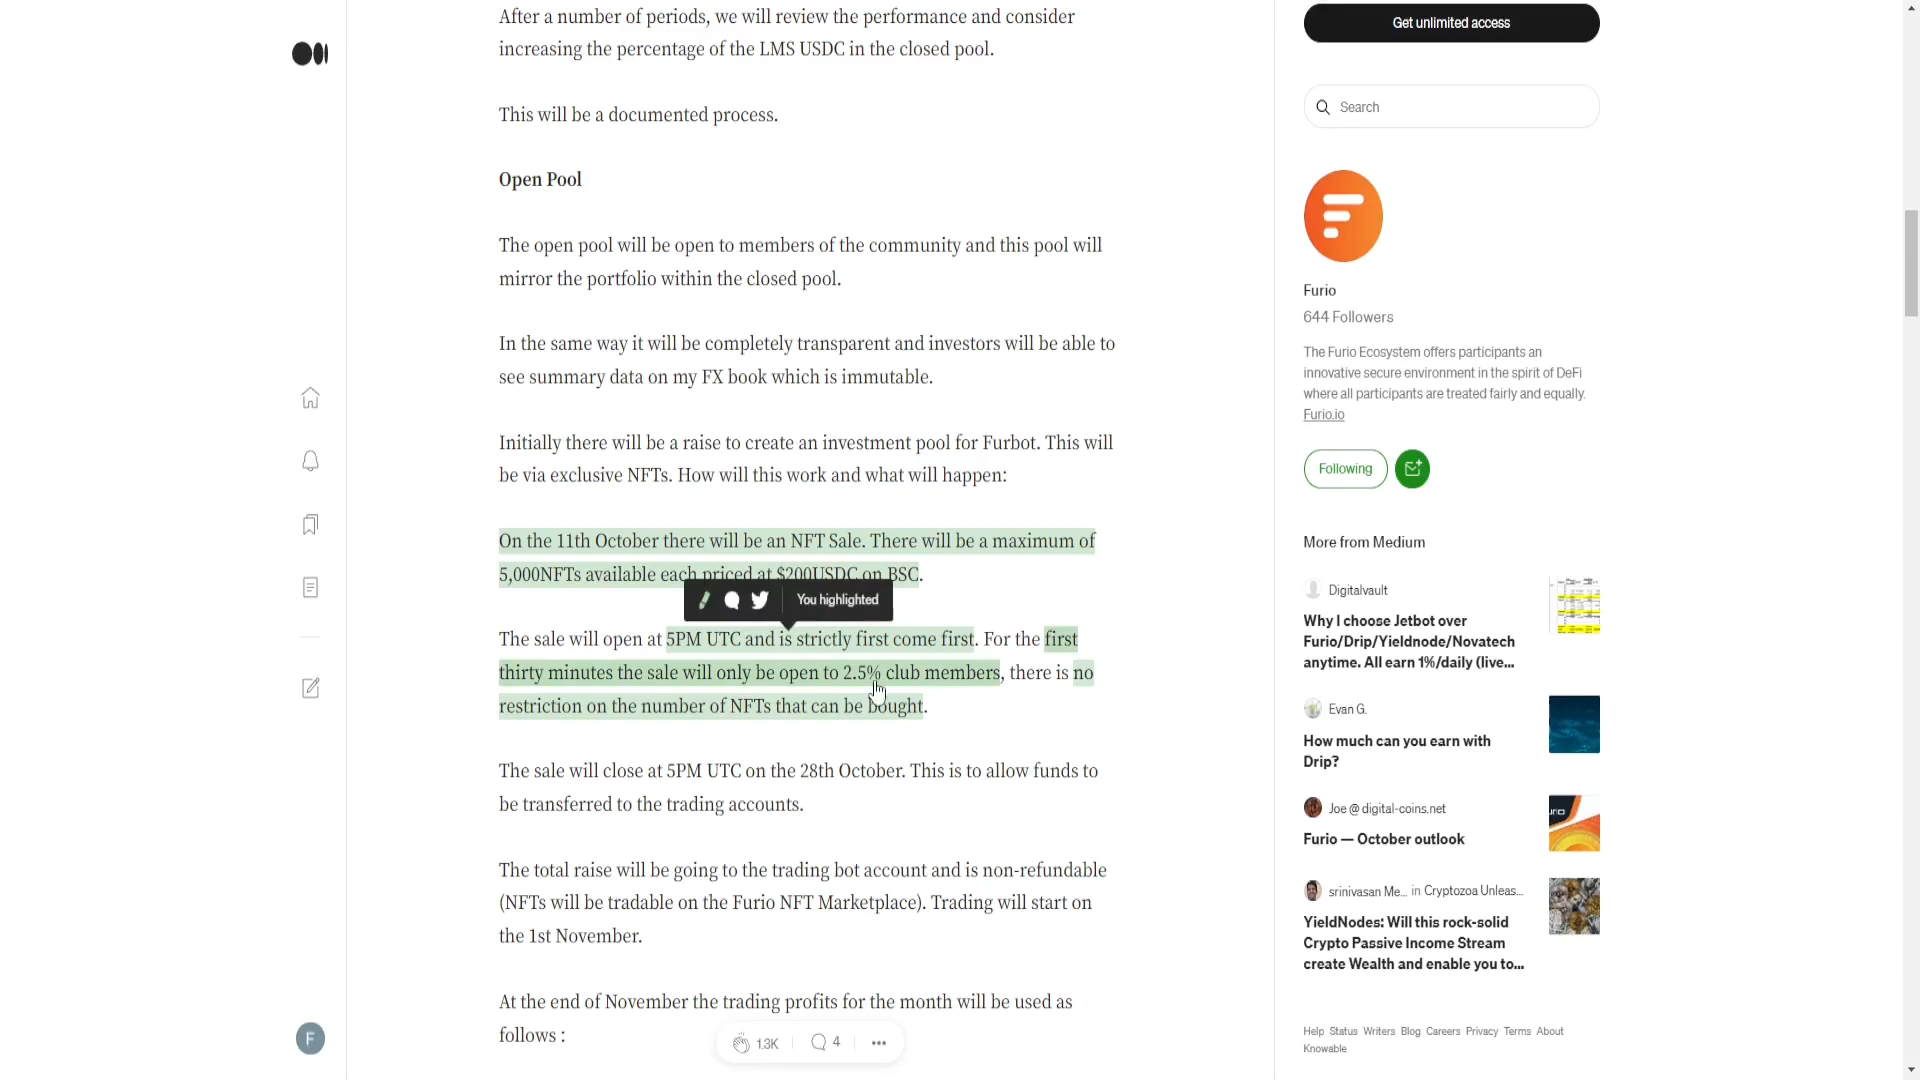 After a number of periods, we will review the performance and consider
increasing the percentage of the LMS USDC in the closed pool.
This will be a documented process.
Open Pool
The open pool will be open to members of the community and this pool will
mirror the portfolio within the closed pool.
In the same way it will be completely transparent and investors will be able to
see summary data on my FX book which is immutable.
Initially there will be a raise to create an investment pool for Furbot. This will
be via exclusive NFTs. How will this work and what will happen:
On the 11th October there will be an NFT Sale. There will be a maximum of
5,000NFTs available each priced at $200USDC on BSC.
You highlighted
The sale will open at 5PM UTC and is strictly first come first. For the first
thirty minutes the sale will only be open to 2.5% club members, there is no
restriction on the number of NFTs that can be bought.
The sale will close at 5PM UTC on the 28th October. This is to allow funds to
be transferred to the trading accounts.
The total raise will be going to the trading bot account and is non-refundable
(NFTs will be tradable on the Furio NFT Marketplace). Trading will start on
the 1st November.
At the end of November the trading profits for the month will be used as
follows :
1.3K
4
F
Get unlimited access
Search
Furio
644 Followers
The Furio Ecosystem offers participants an
innovative secure environment in the spirit of DeFi
where all participants are treated fairly and equally.
Furio.io
Following
More from Medium
Digitalvault
Why I choose Jetbot over
Furio/Drip/Yieldnode/Novatech
anytime. All earn 1%/daily (live...
Evan G.
How much can you earn with
Drip?
Joe @ digital-coins.net
Furio — October outlook
srinivasan Me... in Cryptozoa Unleas...
YieldNodes: Will this rock-solid
Crypto Passive Income Stream
create Wealth and enable you to...
Help Status Writers Blog Careers Privacy Terms About
Knowable